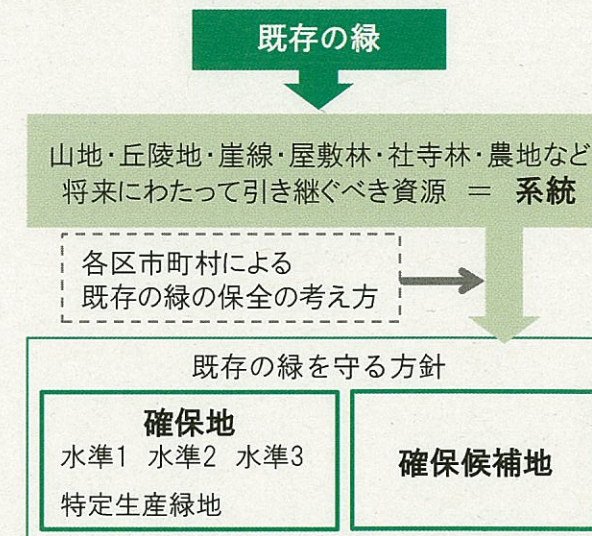 既存の緑
山地・丘陵地・崖線・屋敷林・社寺林・農地など
将来にわたって引き継ぐべき資源 ＝ 系統
各区市町村による
既存の緑の保全の考え方
既存の緑を守る方針
確保地
水準1 水準2 水準3
特定生産緑地
確保候補地